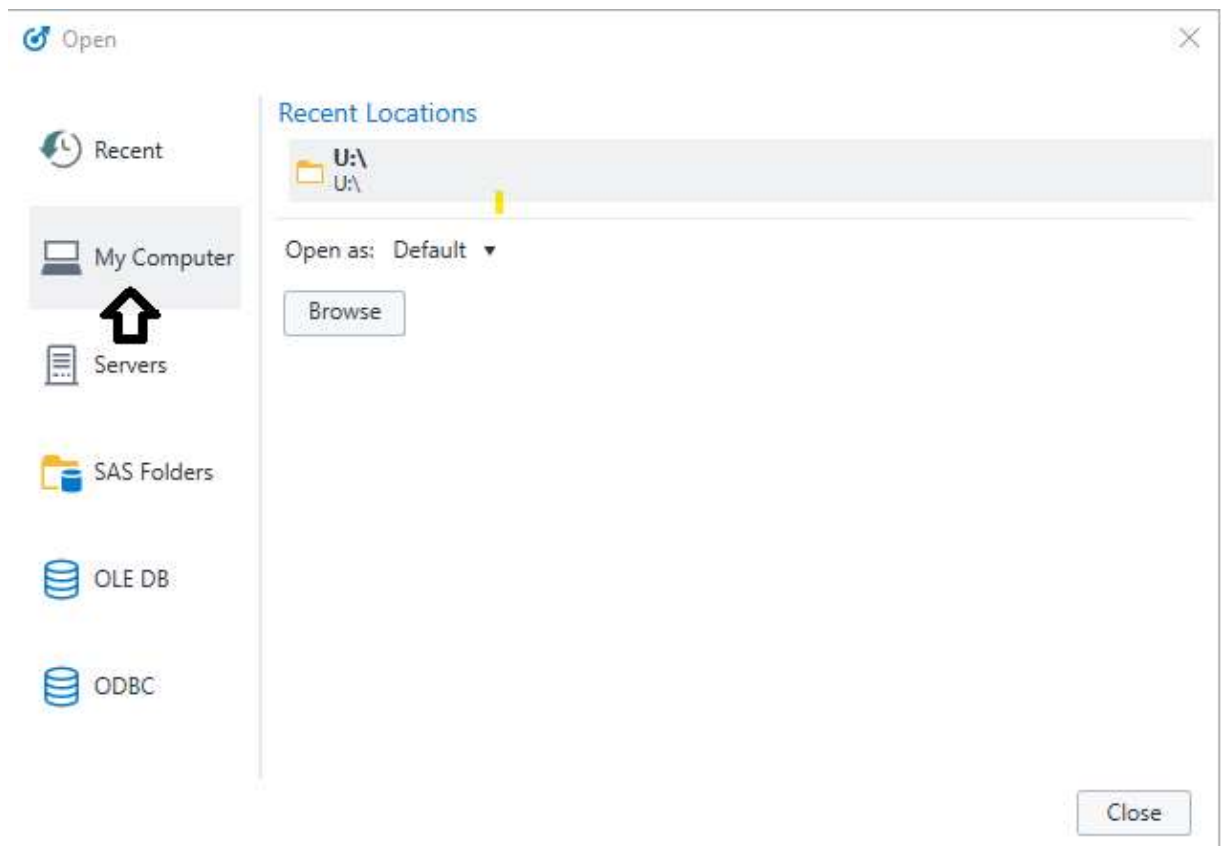 Open
Recent
My Computer
Servers
SAS Folders
OLE DB
ODBC
Recent Locations
U:\
U:\
Open as: Default
Browse
Close